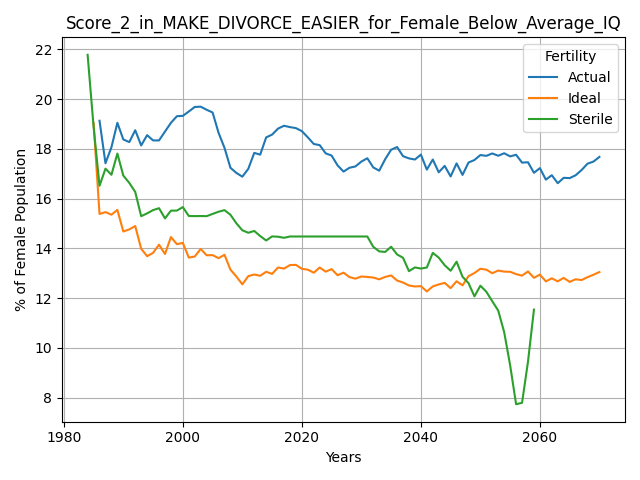 Score_2_in_MAKE_DIVORCE_EASIER_for_Female_Below_Average_IQ
Fertility
Actual
Ideal
Sterile
% of Female Population
22
20
18
16
14
12
10
8
1980
2000
2020
2040
2060
Years